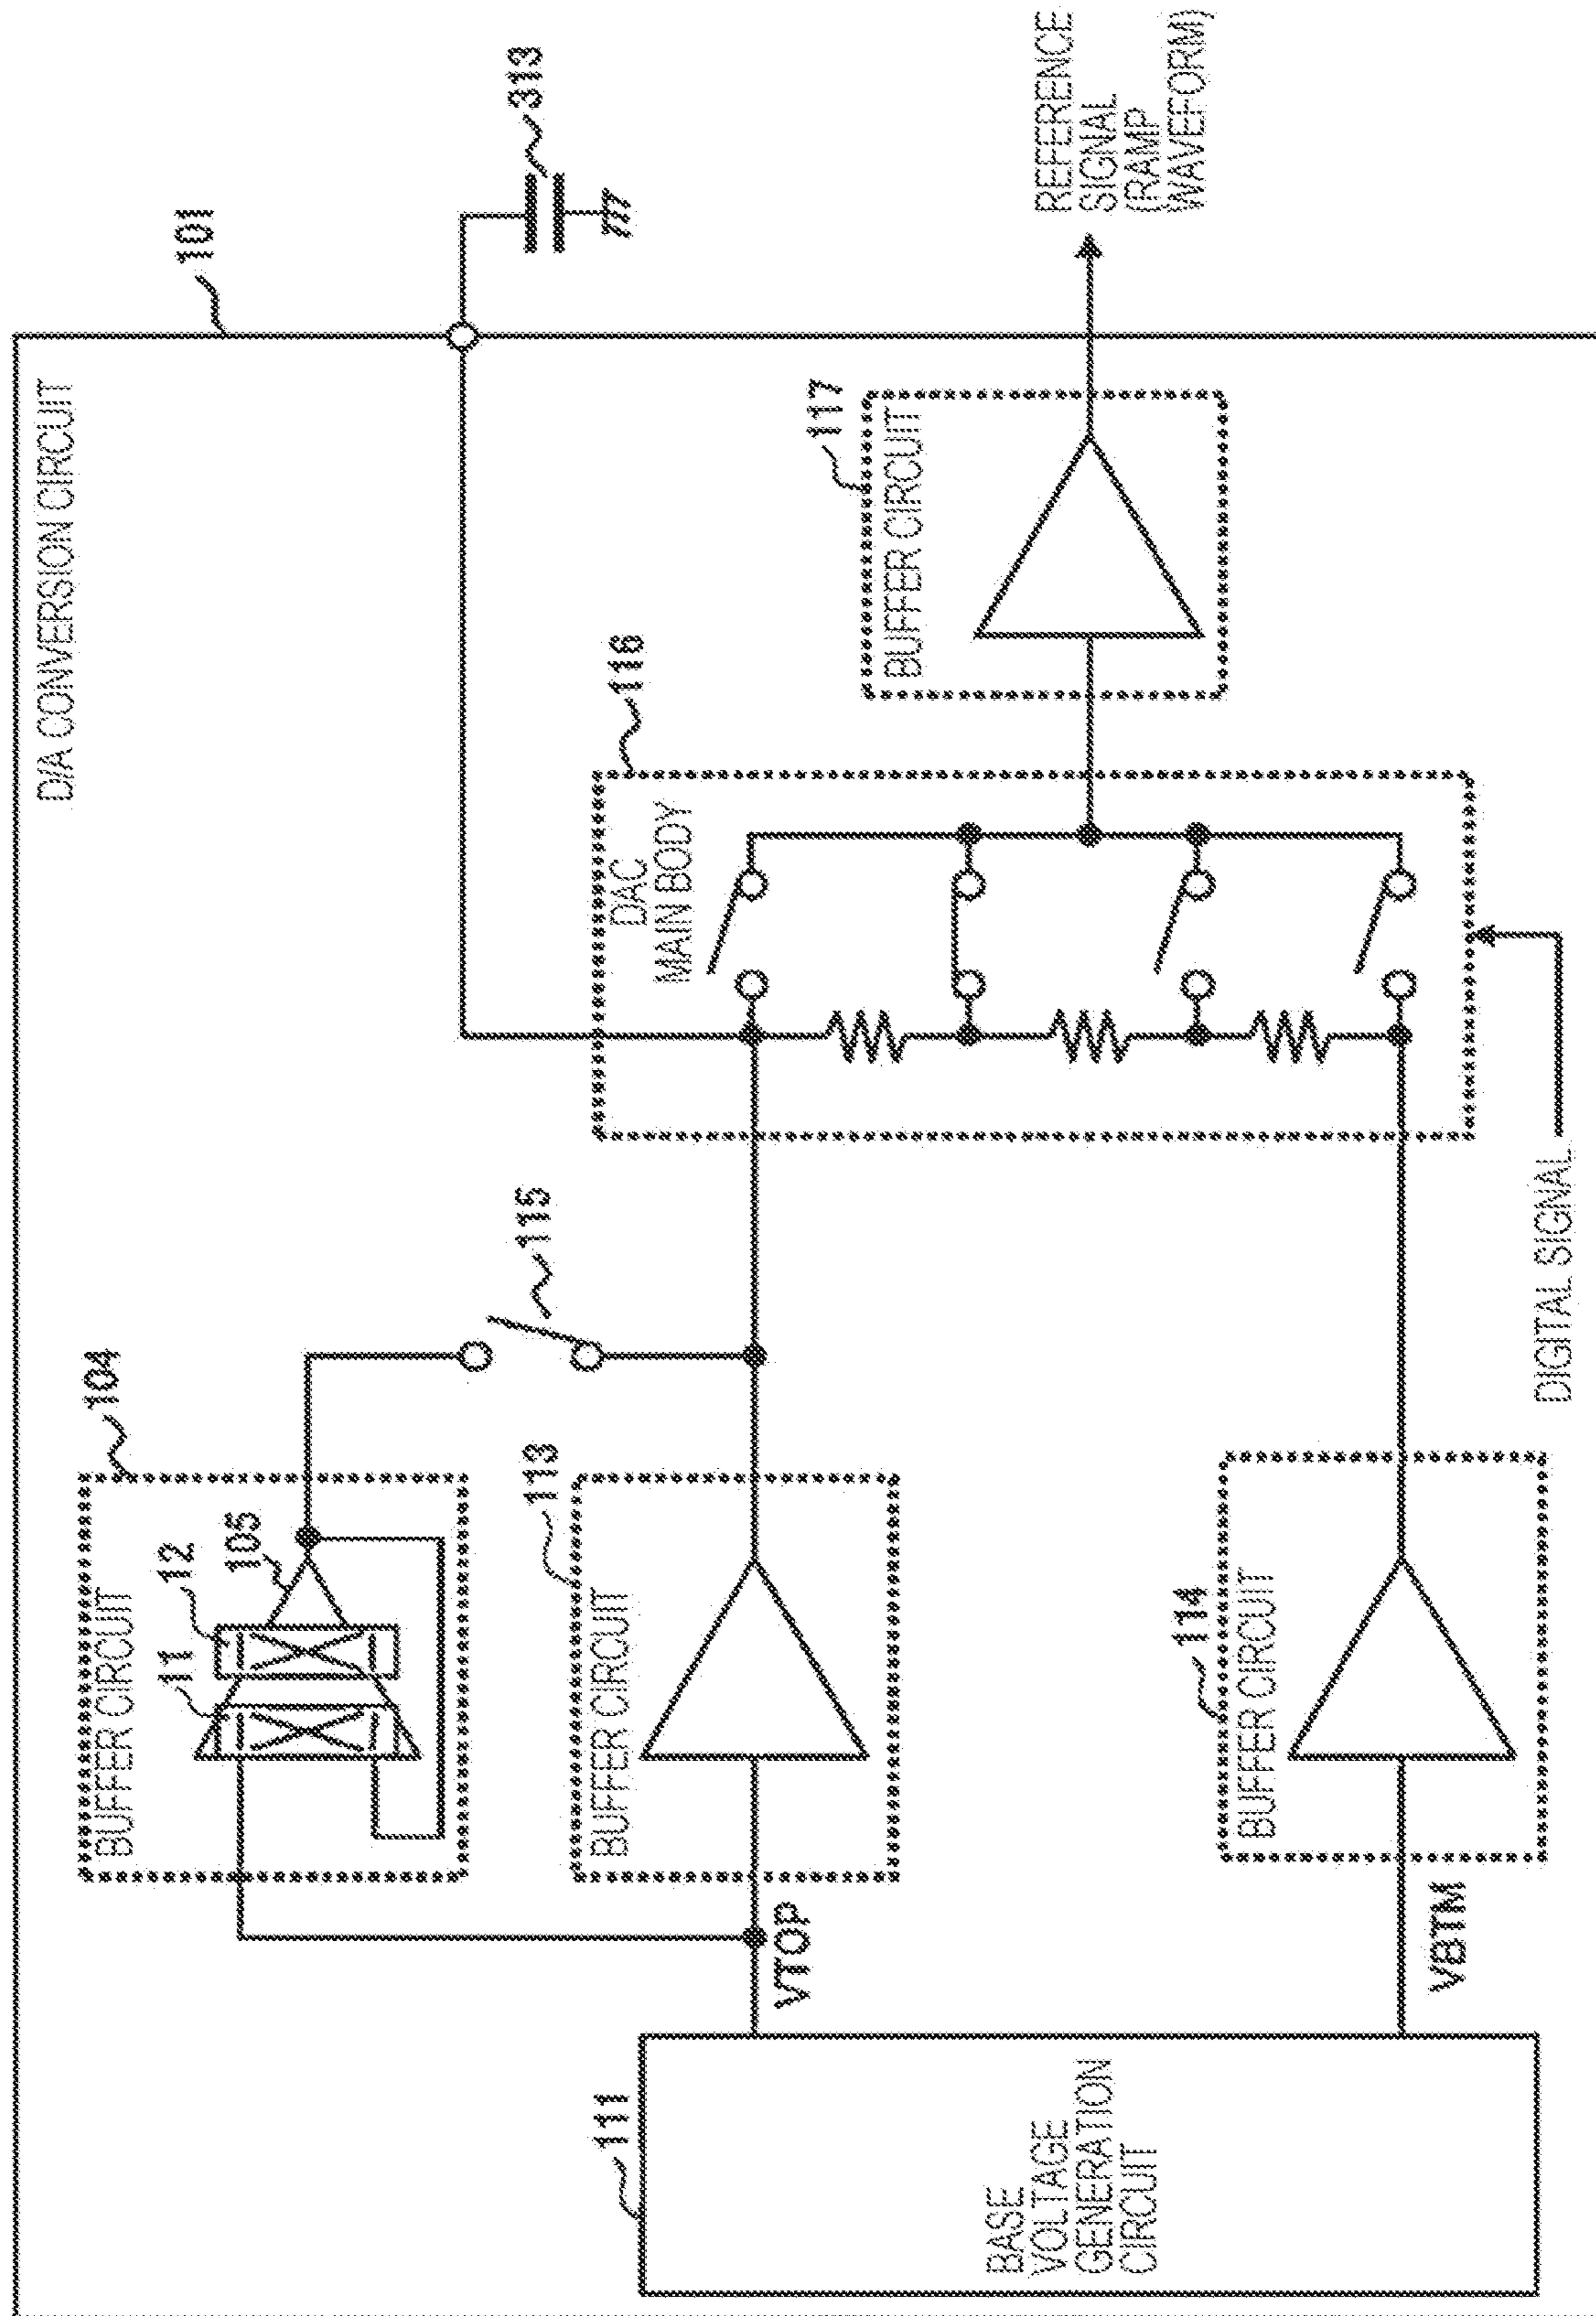 D/A CONVERSION CIRCUIT
101
313
BUFFER CIRCUIT
104
11
12
105
115
BUFFER CIRCUIT
113
VTOP
111
BASE
VOLTAGE
GENERATION
CIRCUIT
VBTM
BUFFER CIRCUIT
114
DAC
MAIN BODY
116
DIGITAL SIGNAL
BUFFER CIRCUIT
117
REFERENCE
SIGNAL
(RAMP
WAVEFORM)